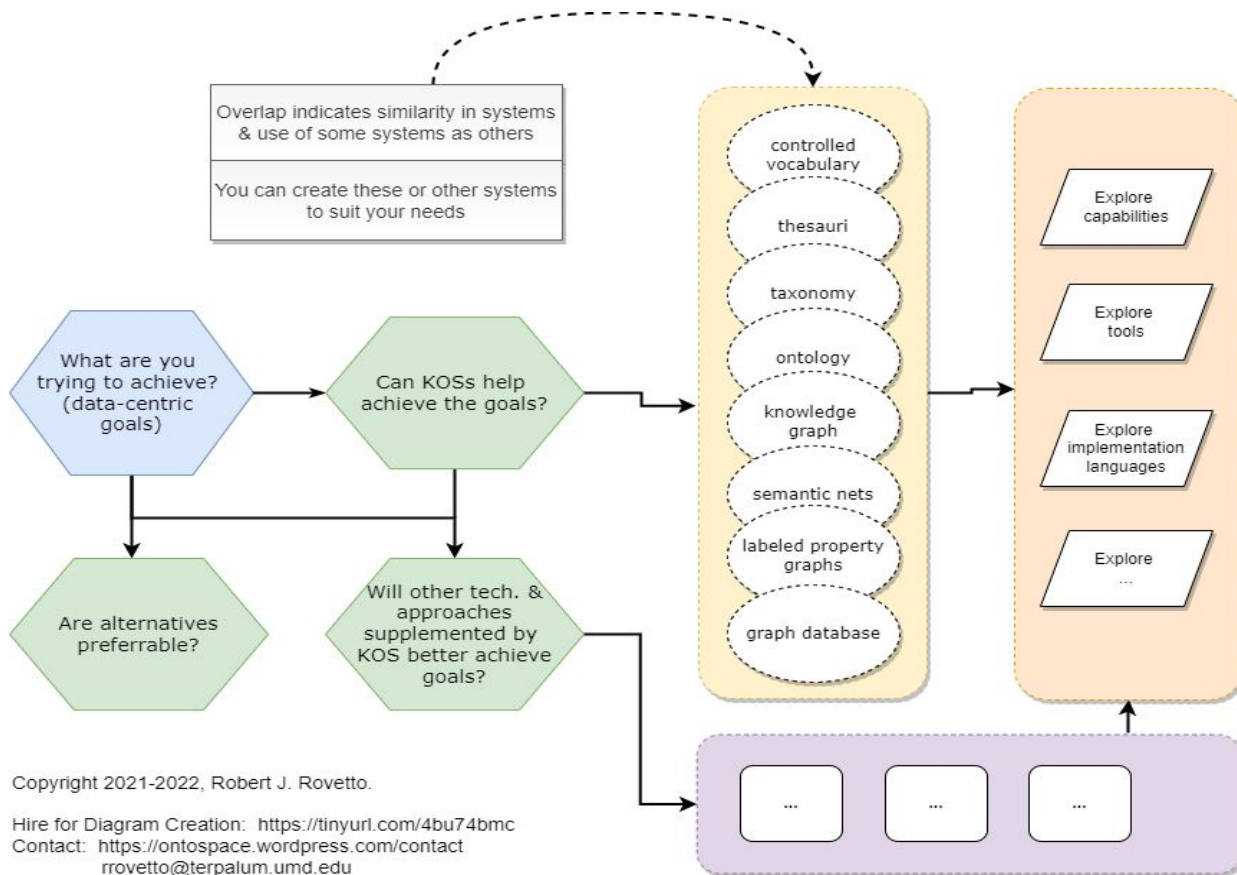 Overlap indicates similarity in systems
& use of some systems as others
You can create these or other systems
to suit your needs
What are you
trying to achieve?
(data-centric
goals)
Can KOSs help
achieve the goals?
Are alternatives
preferrable?
Will other tech. &
approaches
supplemented by
KOS better achieve
goals?
controlled
vocabulary
thesauri
taxonomy
ontology
knowledge
graph
semantic nets
labeled property
graphs
graph database
Explore
capabilities
Explore
tools
Explore
implementation
languages
Explore
...
...
...
...
Copyright 2021-2022, Robert J. Rovetto.
Hire for Diagram Creation: https://tinyurl.com/4bu74bmc
Contact: https://ontospace.wordpress.com/contact
rrovetto@terpalum.umd.edu